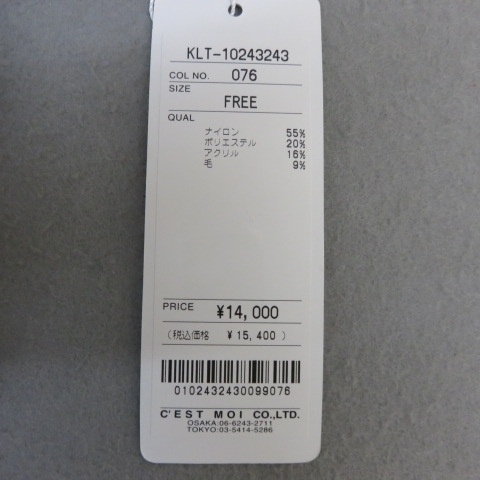 KLT-10243243
COL NO. 076
SIZE
FREE
QUAL
ナイロン 55%
ポリエステル 20%
アクリル 16%
毛 9%
PRICE ¥14,000
(税込価格 ¥15,400)
0102432430099076
C'EST MOI CO.,LTD.
OSAKA:06-6243-2711
TOKYO:03-5414-5286